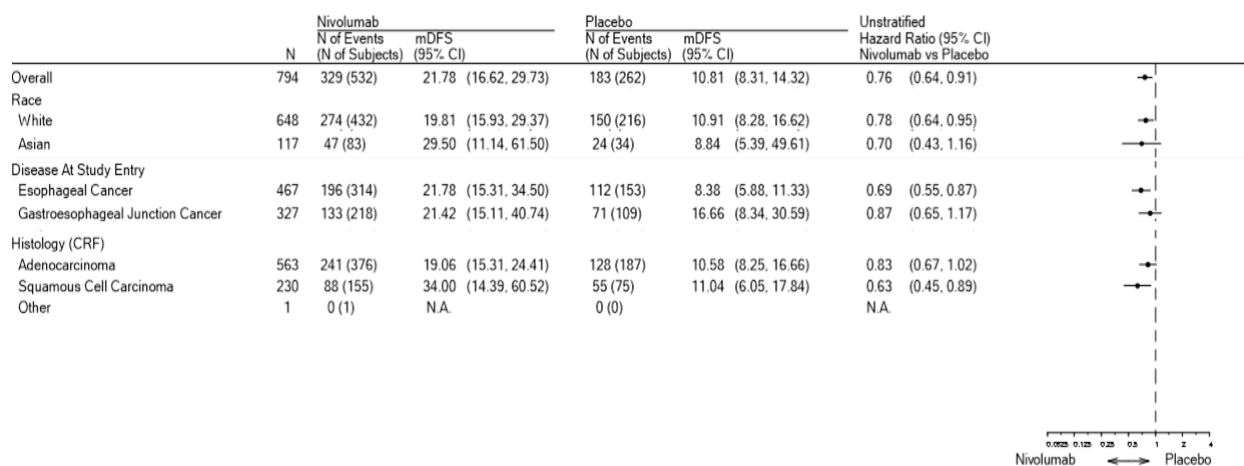 Nivolumab Placebo Unstratified
N of Events mDFS N of Events mDFS Hazard Ratio (95% CI)
N (N of Subjects) (95% CI) (N of Subjects) (95% CI) Nivolumab vs Placebo
Overall 794 329 (532) 21.78 (16.62, 29.73) 183 (262) 10.81 (8.31, 14.32) 0.76 (0.64, 0.91)
Race
White 648 274 (432) 19.81 (15.93, 29.37) 150 (216) 10.91 (8.28, 16.62) 0.78 (0.64, 0.95)
Asian 117 47 (83) 29.50 (11.14, 61.50) 24 (34) 8.84 (5.39, 49.61) 0.70 (0.43, 1.16)
Disease At Study Entry
Esophageal Cancer 467 196 (314) 21.78 (15.31, 34.50) 112 (153) 8.38 (5.88, 11.33) 0.69 (0.55, 0.87)
Gastroesophageal Junction Cancer 327 133 (218) 21.42 (15.11, 40.74) 71 (109) 16.66 (8.34, 30.59) 0.87 (0.65, 1.17)
Histology (CRF)
Adenocarcinoma 563 241 (376) 19.06 (15.31, 24.41) 128 (187) 10.58 (8.25, 16.66) 0.83 (0.67, 1.02)
Squamous Cell Carcinoma 230 88 (155) 34.00 (14.39, 60.52) 55 (75) 11.04 (6.05, 17.84) 0.63 (0.45, 0.89)
Other 1 0 (1) N.A. 0 (0) N.A.
0.0625 0.125 0.25 0.5 1 2 4
Nivolumab Placebo